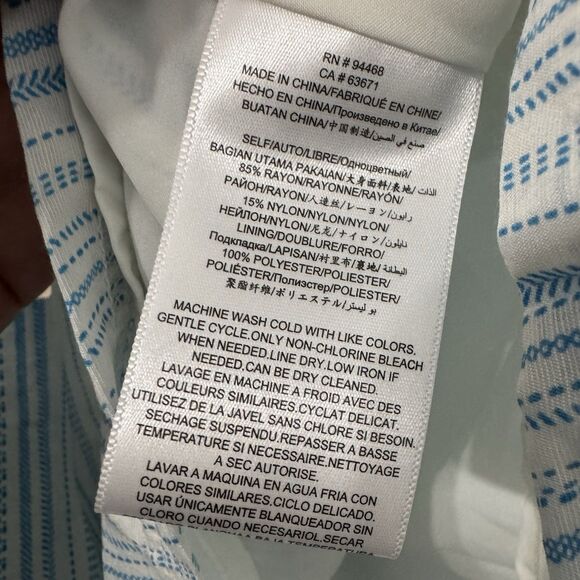 RN # 94468
CA # 63671
MADE IN CHINA/FABRIQUÉ EN CHINE/
HECHO EN CHINA/Произведено в Китае/
BUATAN CHINA/中国制造/صنع في الصين
SELF/AUTO/LIBRE/Одноцветный/
BAGIAN UTAMA PAKAIAN/大身面料/表地/الذات
85% RAYON/RAYONNE/RAYÓN/
РАЙОН/RAYON/人造丝/レーヨン/رايون
15% NYLON/NYLON/NYLON/
НЕЙЛОН/NYLON/尼龙/ナイロン/نايلون
LINING/DOUBLURE/FORRO/
Подкладка/LAPISAN/村里布/裏地/البطانة
100% POLYESTER/POLIESTER/
POLIÉSTER/Полиэстер/POLIESTER/
聚酯纤维/ポリエステル/بوليستر
MACHINE WASH COLD WITH LIKE COLORS,
GENTLE CYCLE.ONLY NON-CHLORINE BLEACH
WHEN NEEDED.LINE DRY.LOW IRON IF
NEEDED.CAN BE DRY CLEANED.
LAVAGE EN MACHINE A FROID AVEC DES
COULEURS SIMILAIRES.CYCLAT DELICAT.
UTILISEZ DE LA JAVEL SANS CHLORE SI BESOIN.
SECHAGE SUSPENDU.REPASSER A BASSE
TEMPERATURE SI NECESSAIRE.NETTOYAGE
A SEC AUTORISE.
LAVAR A MAQUINA EN AGUA FRIA CON
COLORES SIMILARES,CICLO DELICADO.
USAR ÚNICAMENTE BLANQUEADOR SIN
CLORO CUANDO NECESARIOL.SECAR
TEMPERATURA